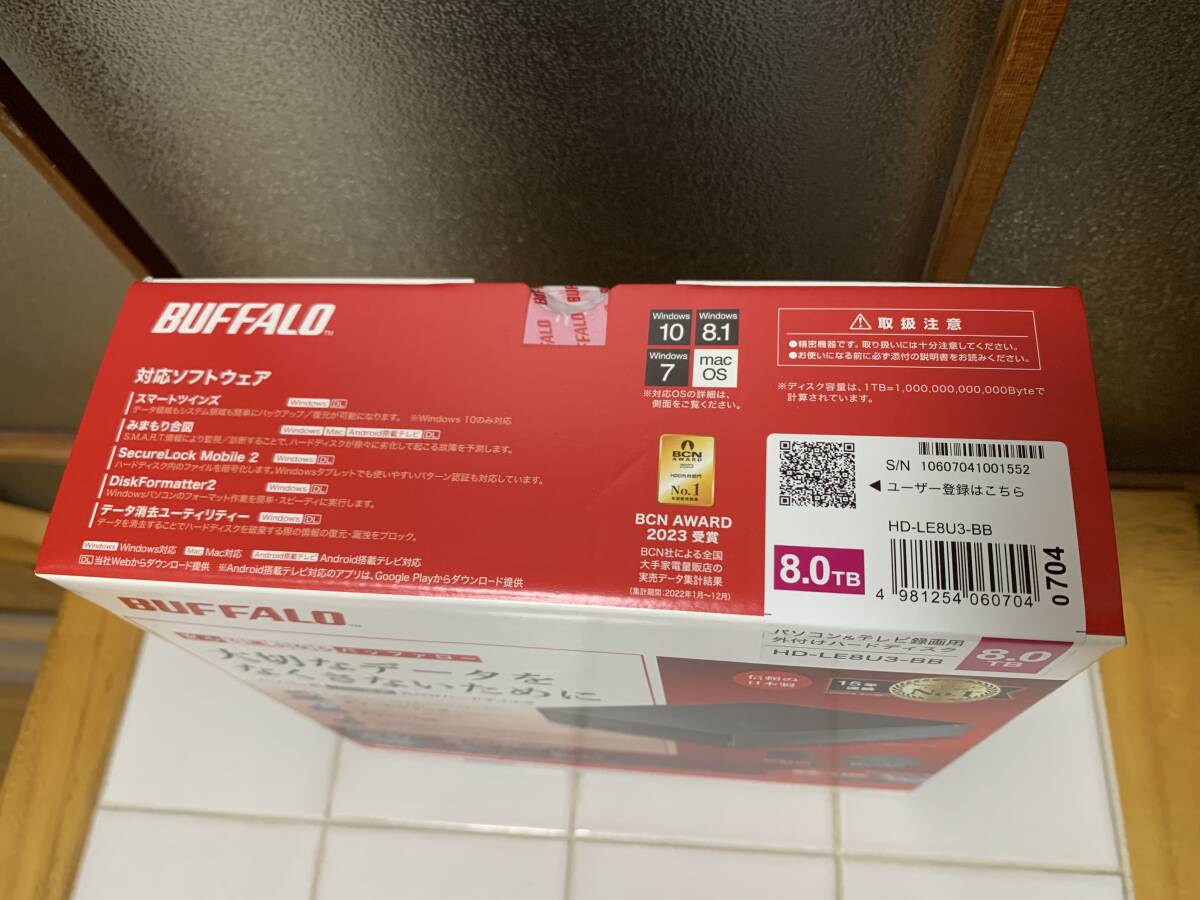 BUFFALO™
対応ソフトウェア
スマートツインズ Windows DL
データ領域もシステム領域も簡単にバックアップ／復元が可能になります。 ※Windows 10のみ対応
みまもり合図 Windows Mac Android搭載テレビ DL
S.M.A.R.T.情報により監視／診断することで、ハードディスクが徐々に劣化して起こる故障を予測します。
SecureLock Mobile 2 Windows DL
ハードディスク内のファイルを暗号化します。Windowsタブレットでも使いやすいパターン認証も対応しています。
DiskFormatter2 Windows DL
Windowsパソコンのフォーマット作業を簡単・スピーディに実行します。
データ消去ユーティリティー Windows DL
データを消去することでハードディスクを破棄する際の情報の復元・漏洩をブロック。
Windows Windows対応 Mac Mac対応 Android搭載テレビ Android搭載テレビ対応
DL 当社Webからダウンロード提供 ※Android搭載テレビ対応のアプリは、Google Playからダウンロード提供
Windows 10
Windows 8.1
Windows 7
mac OS
※対応OSの詳細は、
側面をご覧ください。
BCN
AWARD
2023
No.1
BCN AWARD
2023 受賞
BCN社による全国
大手家電量販店の
実売データ集計結果
(集計期間:2022年1月〜12月)
⚠ 取扱注意
●精密機器です。取り扱いには十分注意してください。
●お使いになる前に必ず添付の説明書をお読みください。
※ディスク容量は、1TB=1,000,000,000,000Byteで
計算されています。
S/N 10607041001552
◀ ユーザー登録はこちら
HD-LE8U3-BB
8.0TB
4 981254 060704
0704
BUFFALO™
大切なデータを
なくさないために
パソコン&テレビ録画用
外付けハードディスク
HD-LE8U3-BB
8.0
TB
信頼の
日本製
15年
連続
No.1